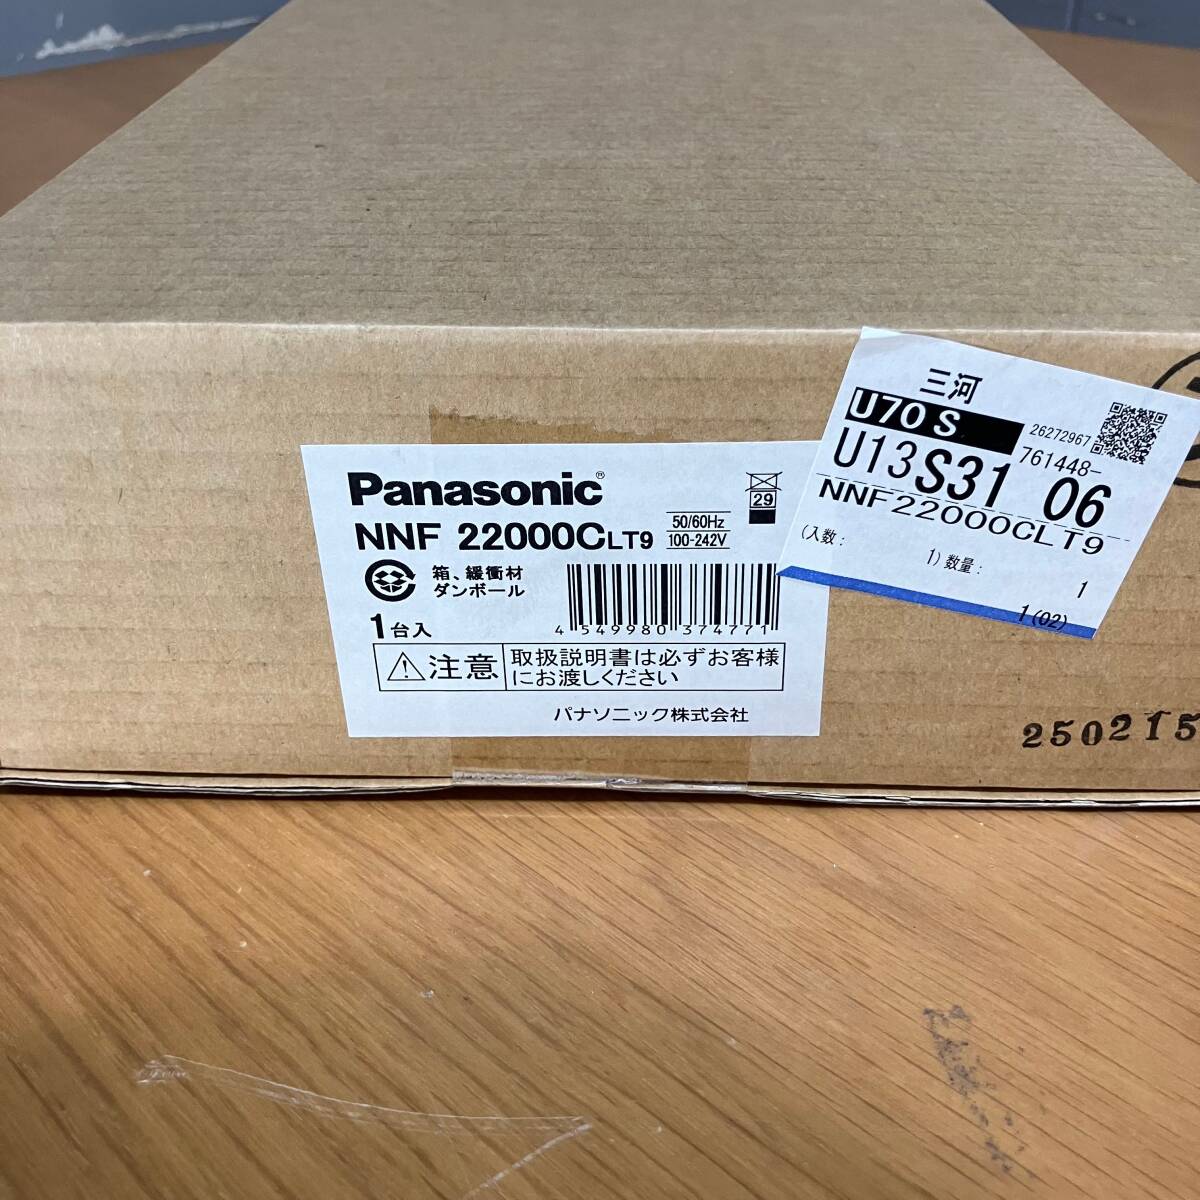 Panasonic®
NNF 22000CLT9
50/60Hz
100-242V
29
箱、緩衝材
ダンボール
1台入
4 549980 374771
注意
取扱説明書は必ずお客様
にお渡しください
パナソニック株式会社
三河
U70 S
26272967
U13S31 06
761448-
NNF22000CLT9
(入数: 1) 数量: 1
1(02)
250215